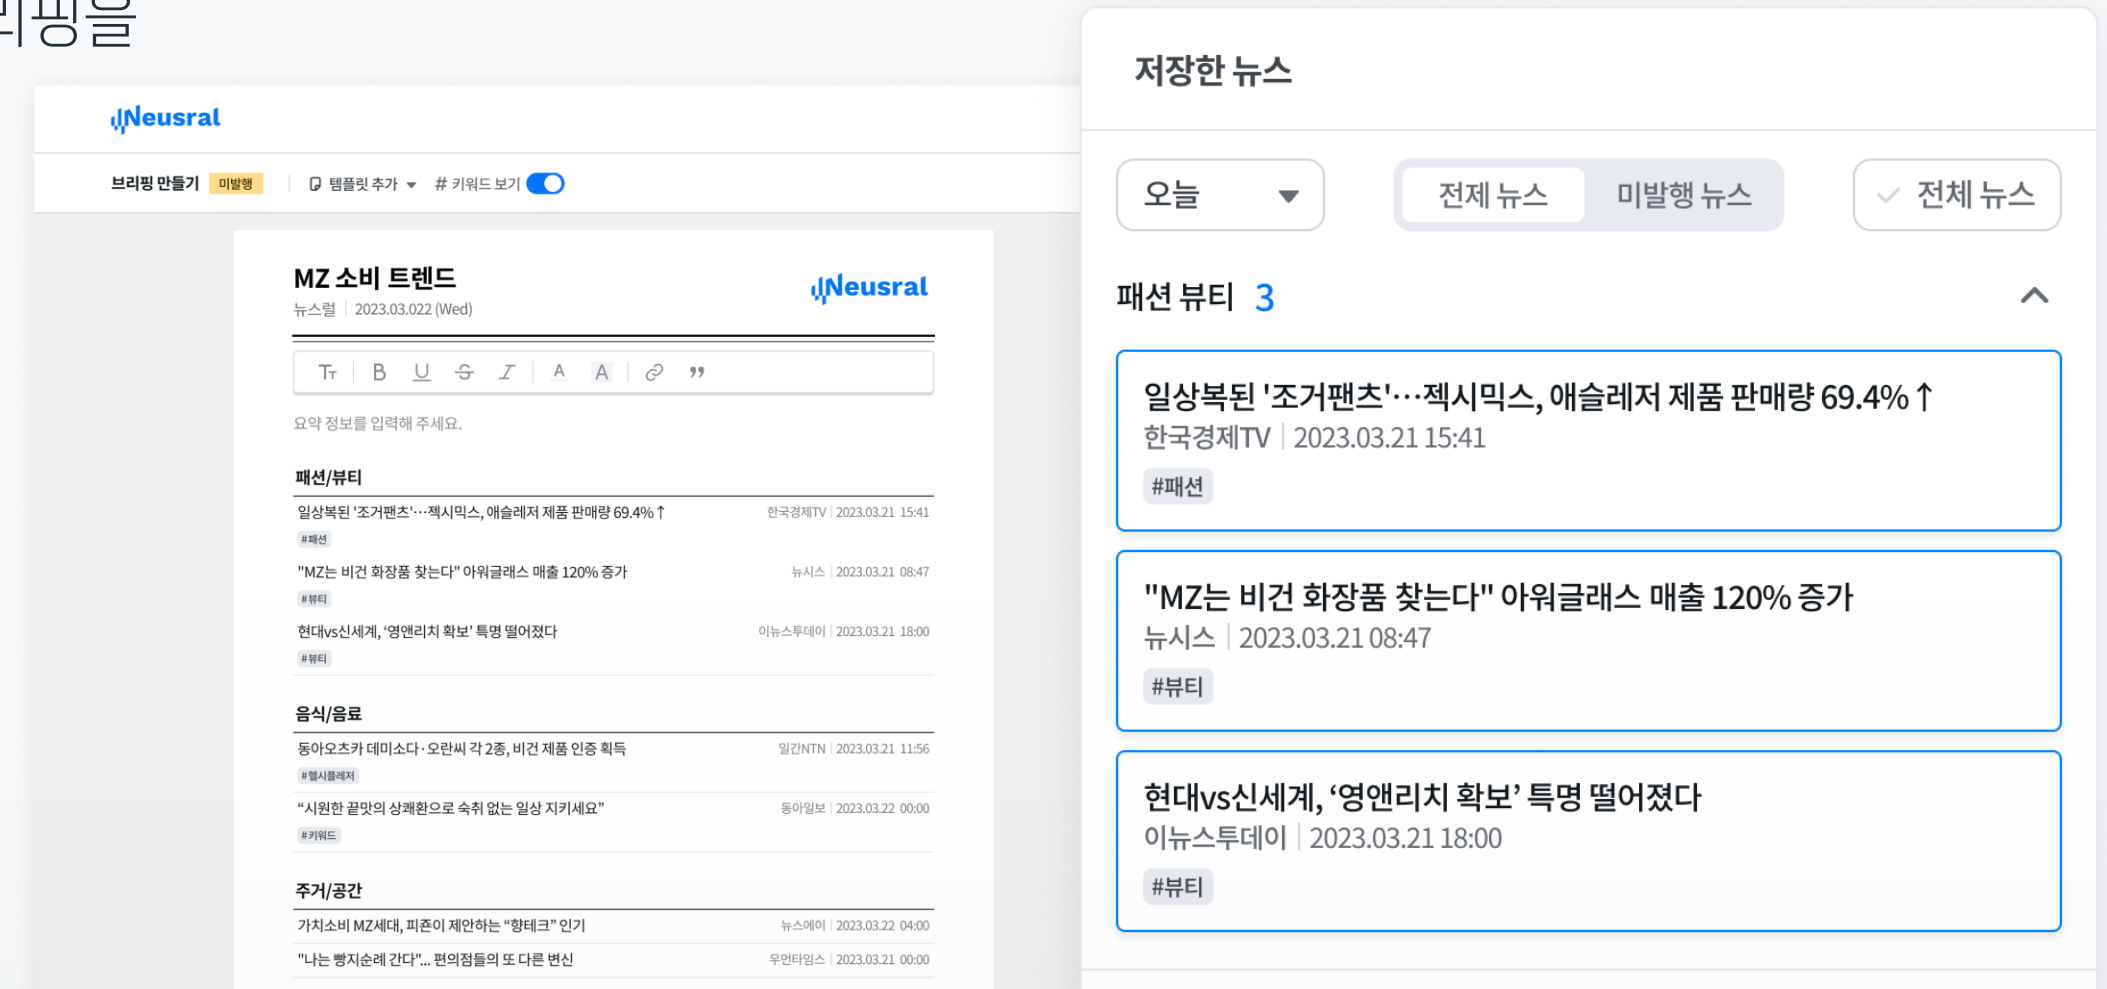 리핑을
Neusral
브리핑 만들기 미발행 템플릿 추가 # 키워드 보기
MZ 소비 트렌드
뉴스럴 2023.03.022 (Wed)
Neusral
Tт B U S I A A ”
요약 정보를 입력해 주세요.
패션/뷰티
일상복된 '조거팬츠'…젝시믹스, 애슬레저 제품 판매량 69.4%↑ 한국경제TV 2023.03.21 15:41
#패션
"MZ는 비건 화장품 찾는다" 아워글래스 매출 120% 증가 뉴시스 2023.03.21 08:47
#뷰티
현대vs신세계, ‘영앤리치 확보’ 특명 떨어졌다 이뉴스투데이 2023.03.21 18:00
#뷰티
음식/음료
동아오츠카 데미소다·오란씨 각 2종, 비건 제품 인증 획득 일간NTN 2023.03.21 11:56
#헬시플레저
“시원한 끝맛의 상쾌환으로 숙취 없는 일상 지키세요” 동아일보 2023.03.22 00:00
#키워드
주거/공간
가치소비 MZ세대, 피죤이 제안하는 “향테크” 인기 뉴스에이 2023.03.22 04:00
"나는 빵지순례 간다"... 편의점들의 또 다른 변신 우먼타임스 2023.03.21 00:00
저장한 뉴스
오늘 전제 뉴스 미발행 뉴스 전체 뉴스
패션 뷰티 3
일상복된 '조거팬츠'…젝시믹스, 애슬레저 제품 판매량 69.4%↑
한국경제TV 2023.03.21 15:41
#패션
"MZ는 비건 화장품 찾는다" 아워글래스 매출 120% 증가
뉴시스 2023.03.21 08:47
#뷰티
현대vs신세계, ‘영앤리치 확보’ 특명 떨어졌다
이뉴스투데이 2023.03.21 18:00
#뷰티